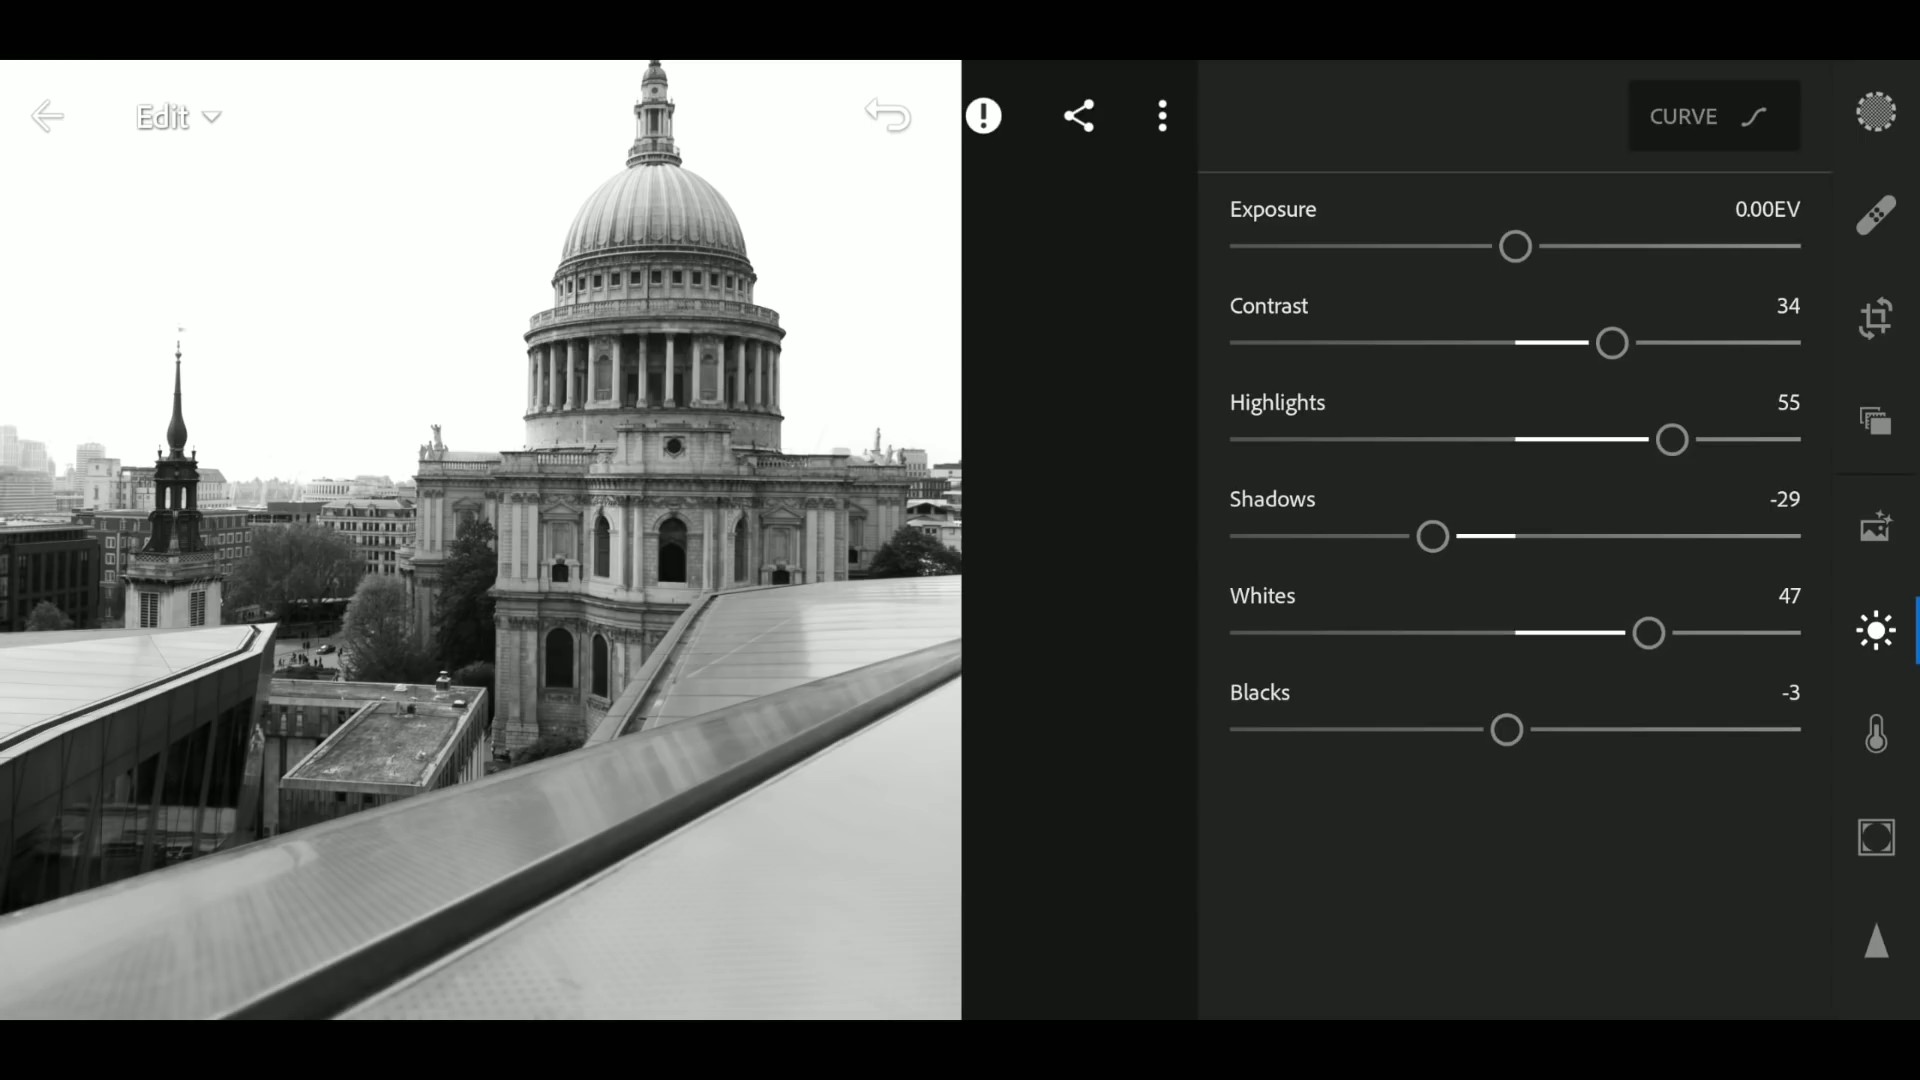 Edit
CURVE
Exposure 0.00EV
Contrast 34
Highlights 55
Shadows -29
Whites 47
Blacks -3